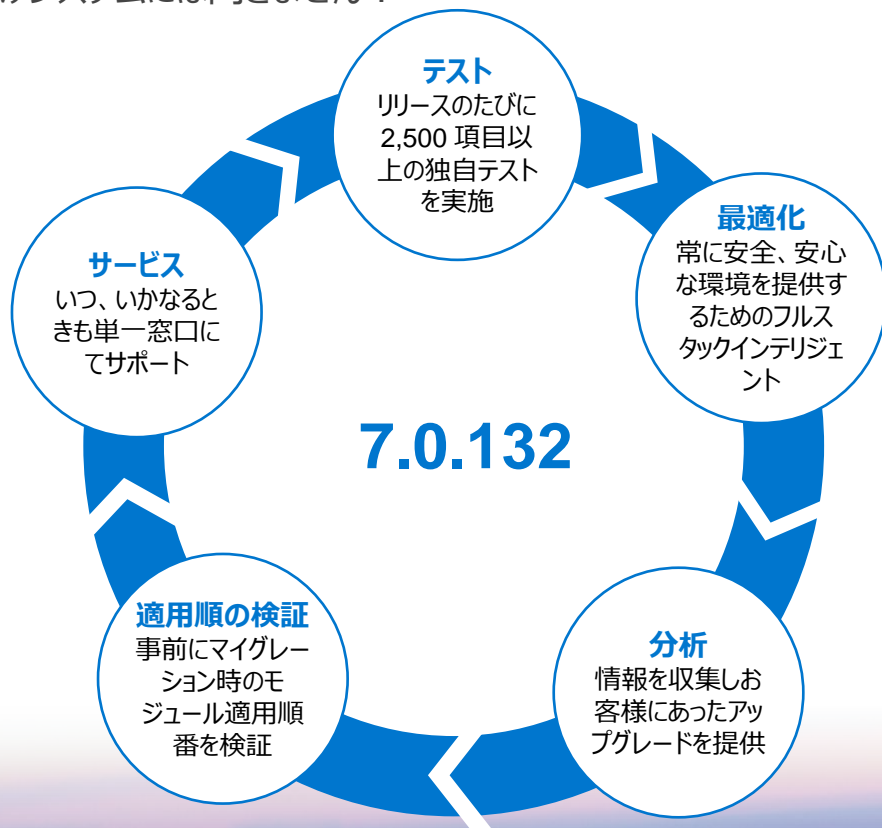 テスト
リリースのたびに
2,500 項目以
上の独自テスト
を実施
最適化
常に安全、安心
な環境を提供す
るためのフルス
タックインテリジェ
ント
サービス
いつ、いかなると
きも単一窓口に
てサポート
7.0.132
適用順の検証
事前にマイグレー
ション時のモ
ジュール適用順
番を検証
分析
情報を収集しお
客様にあったアッ
プグレードを提供